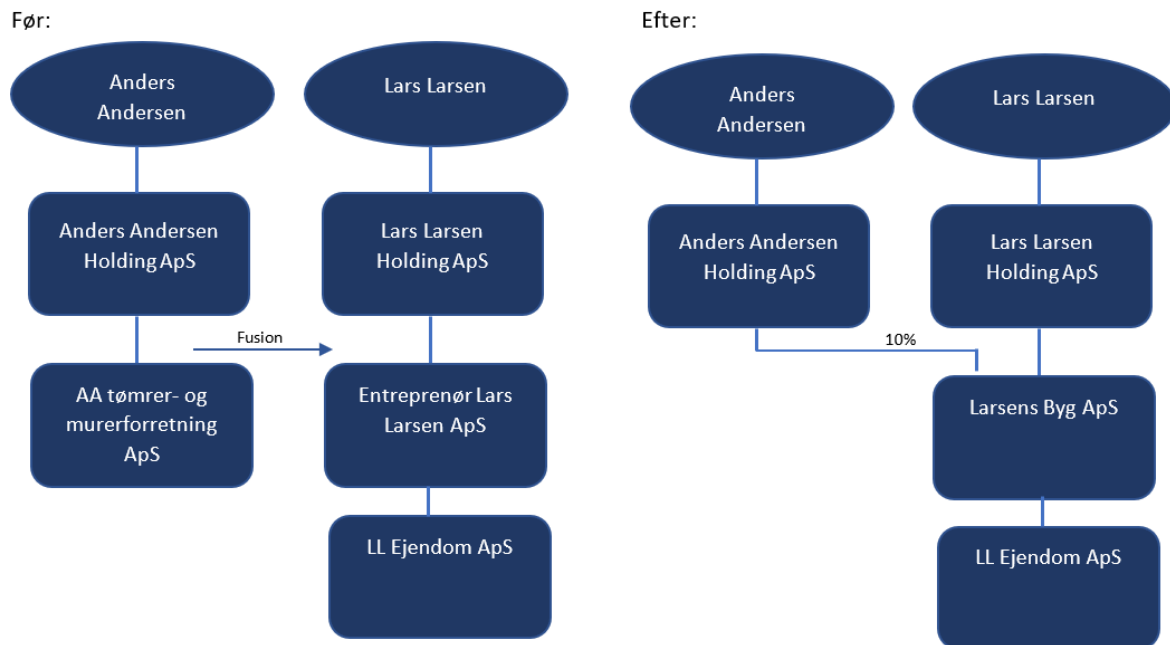 Før:
Anders
Andersen
Lars Larsen
Anders Andersen
Holding ApS
Lars Larsen
Holding ApS
Fusion
AA tømrer- og
murerforretning
ApS
Entreprenør Lars
Larsen ApS
LL Ejendom ApS
Efter:
Anders
Andersen
Lars Larsen
Anders Andersen
Holding ApS
Lars Larsen
Holding ApS
10%
Larsens Byg ApS
LL Ejendom ApS